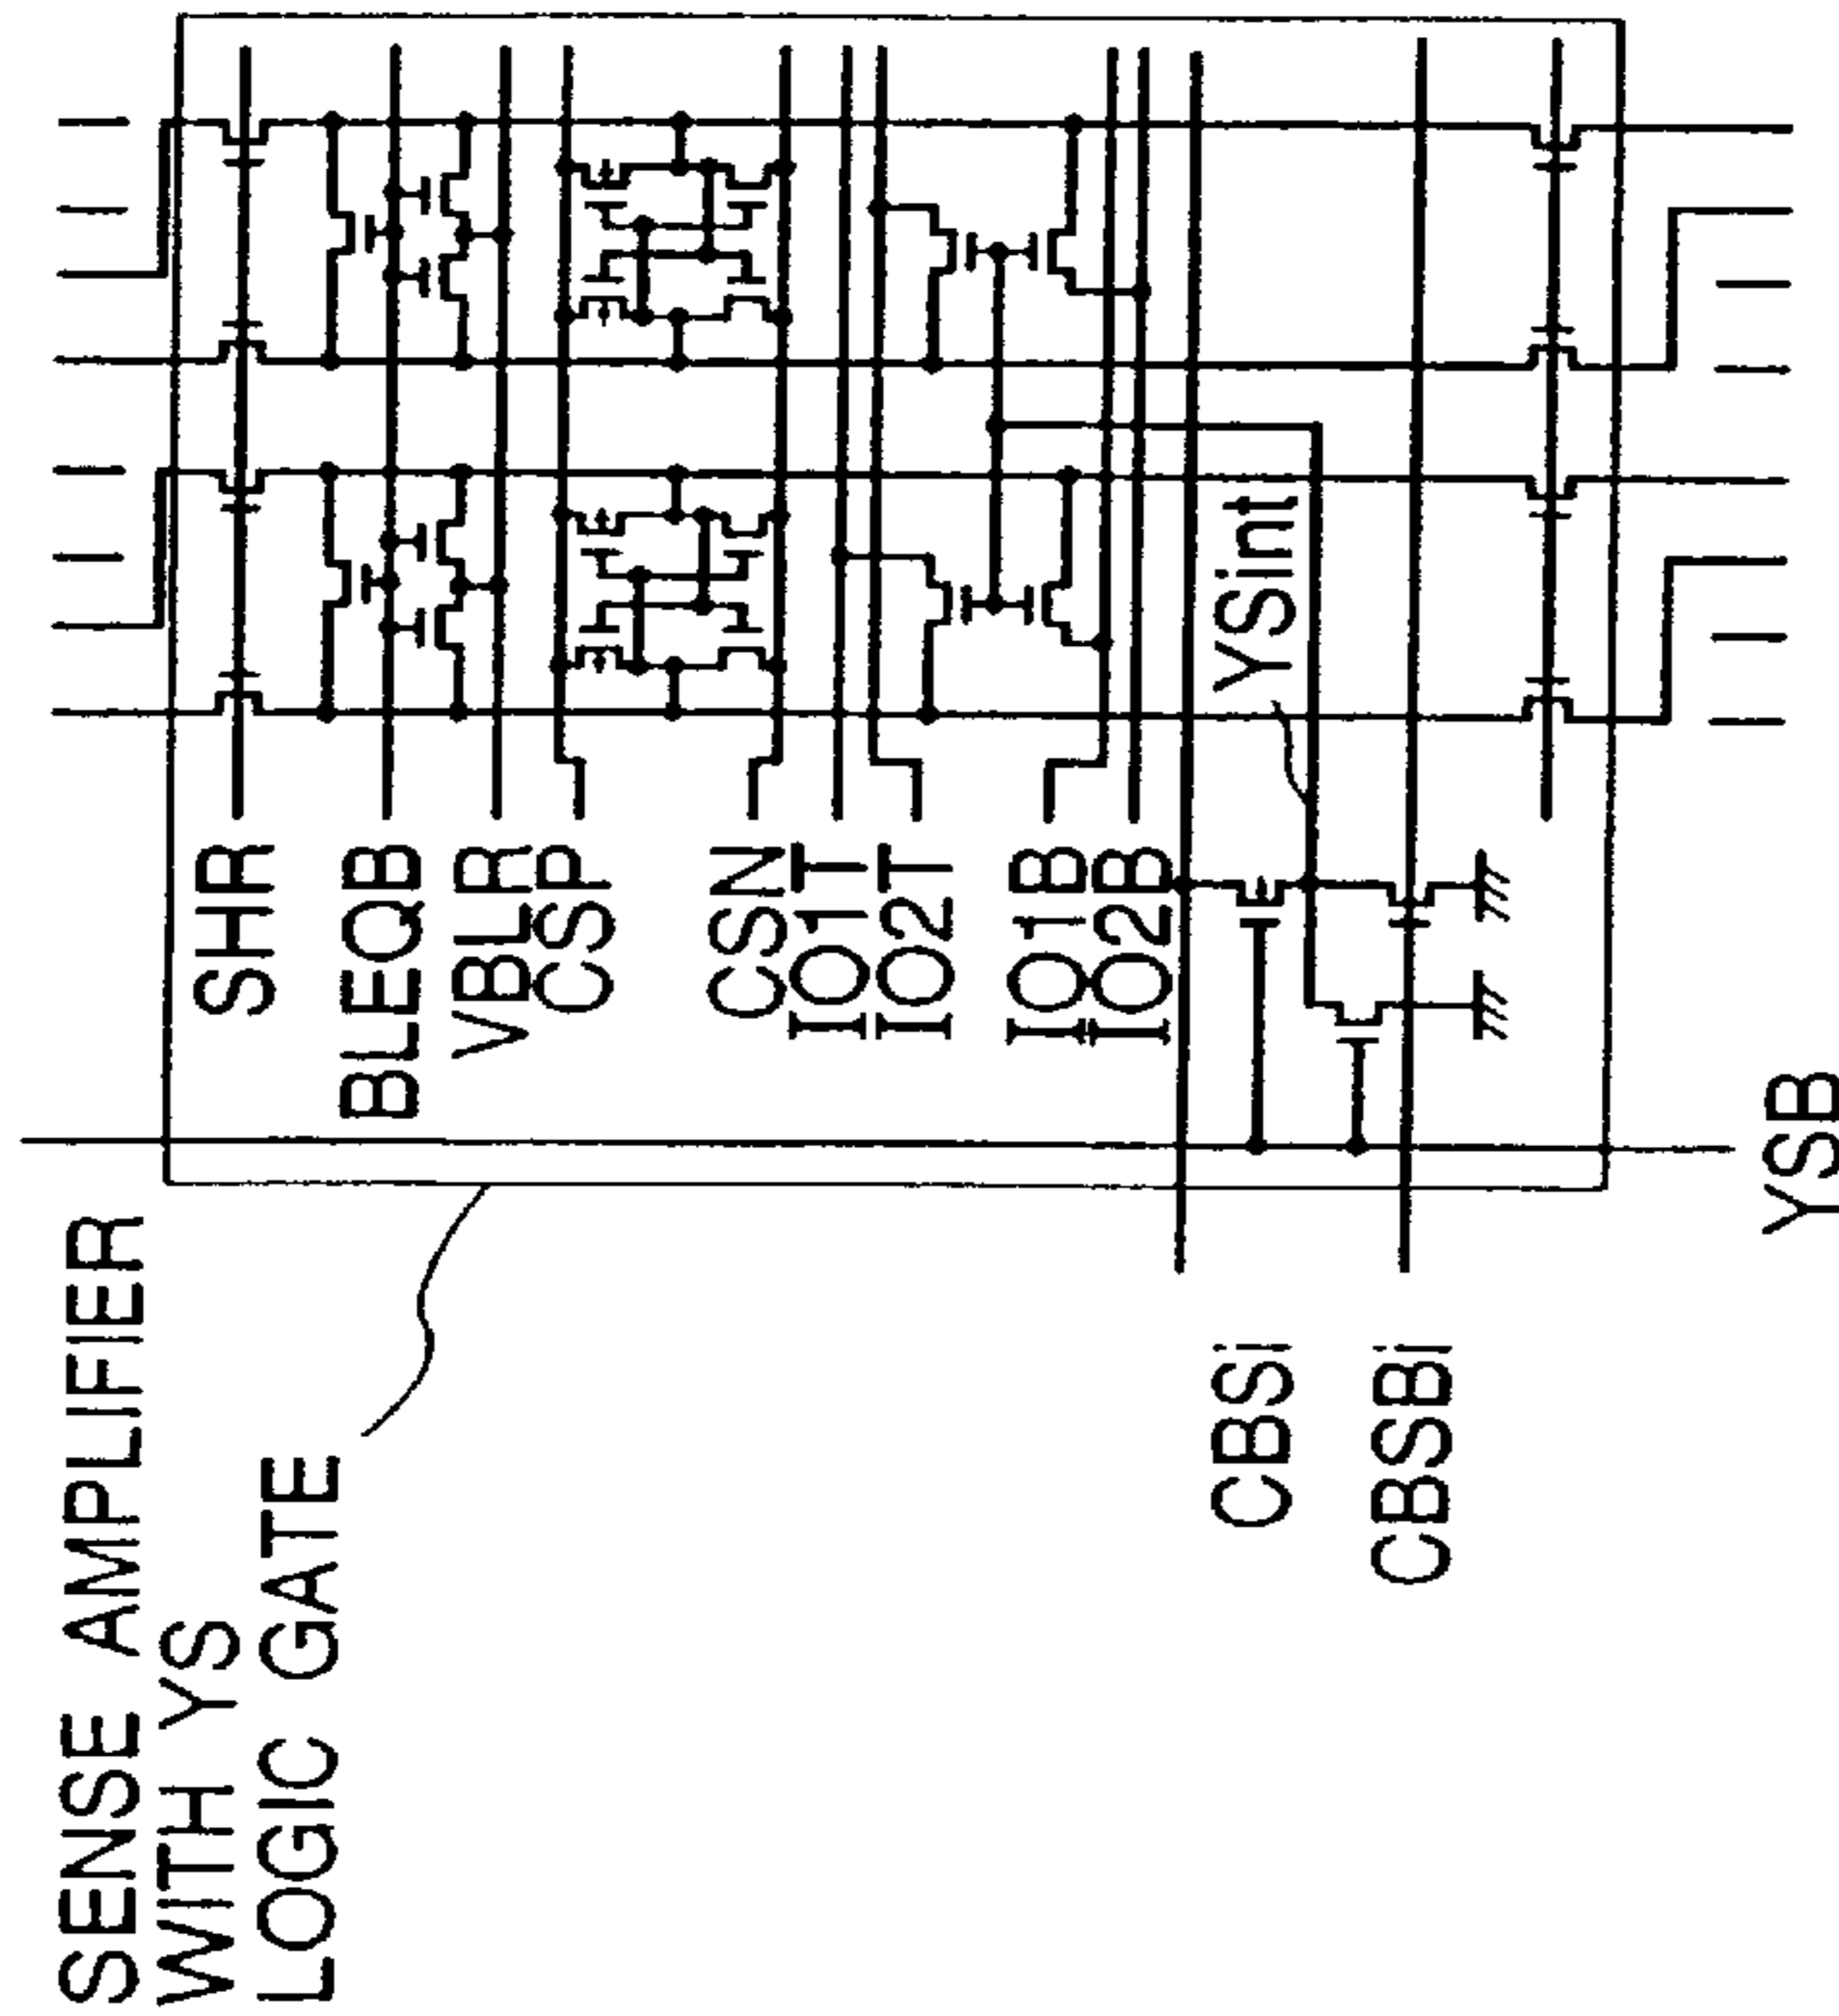 SENSE AMPLIFIER
WITH YS
LOGIC GATE
SHR
BLEQB
VBLR
CSP
CSN
IO1T
IO2T
IO1B
IO2B
YSint
CBSi
CBSBi
YSB